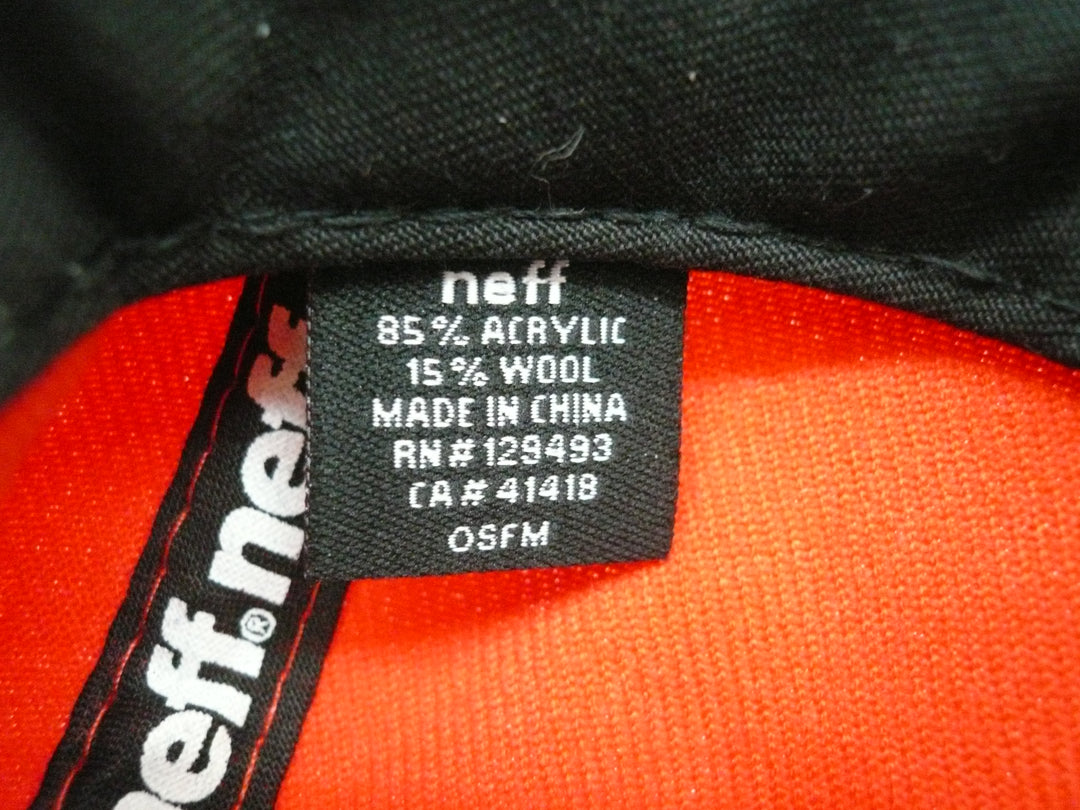 neff
85% ACRYLIC
15% WOOL
MADE IN CHINA
RN# 129493
CA# 41418
OSFM
neff
neff®